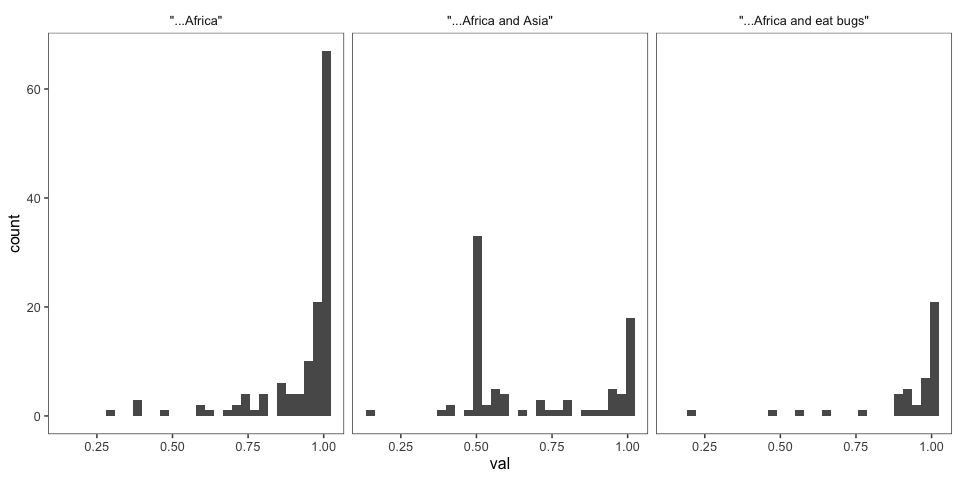 "...Africa" "...Africa and Asia" "...Africa and eat bugs"
60
40
20
0
count
0.25 0.50 0.75 1.00 0.25 0.50 0.75 1.00 0.25 0.50 0.75 1.00
val